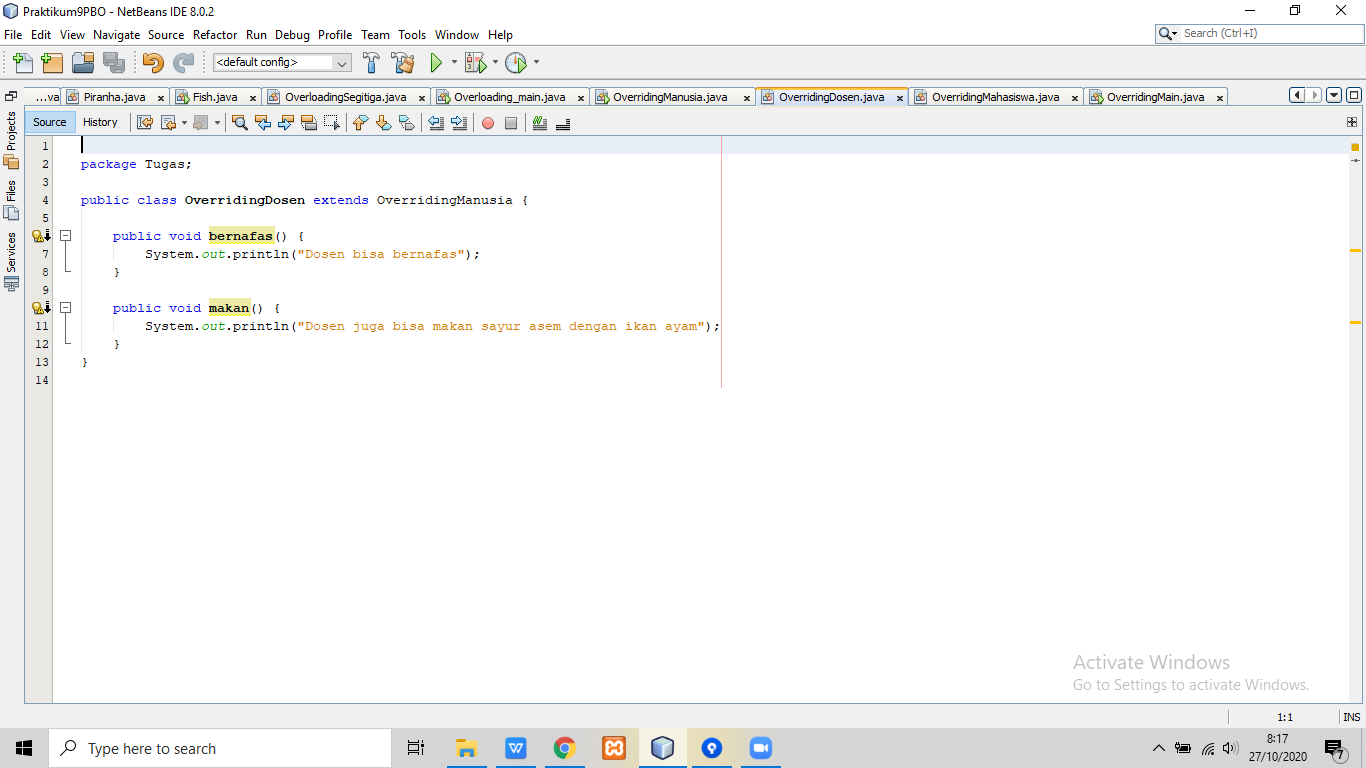 Praktikum9PBO - NetBeans IDE 8.0.2
File Edit View Navigate Source Refactor Run Debug Profile Team Tools Window Help
Search (Ctrl+I)
<default config>
...va Piranha.java Fish.java OverloadingSegitiga.java Overloading_main.java OverridingManusia.java OverridingDosen.java OverridingMahasiswa.java OverridingMain.java
Projects
Files
Services
Source History
1
2 package Tugas;
3
4 public class OverridingDosen extends OverridingManusia {
5
public void bernafas() {
7 System.out.println("Dosen bisa bernafas");
8 }
9
public void makan() {
11 System.out.println("Dosen juga bisa makan sayur asem dengan ikan ayam");
12 }
13 }
14
Activate Windows
Go to Settings to activate Windows.
1:1 INS
Type here to search
8:17
27/10/2020
7